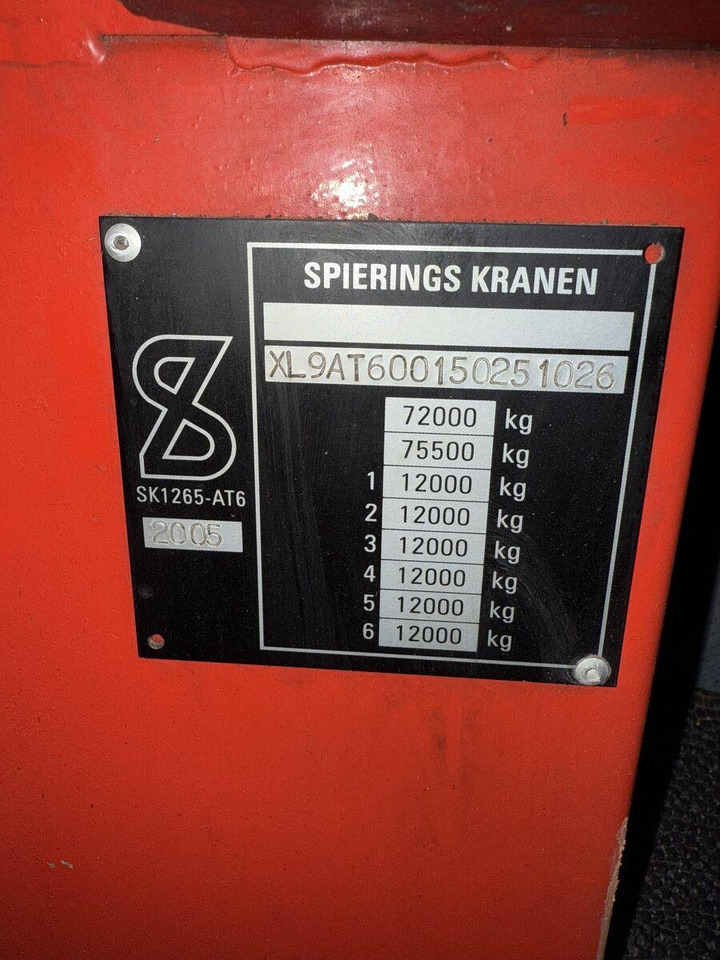 SPIERINGS KRANEN
XL9AT600150251026
72000 kg
75500 kg
1 12000 kg
2 12000 kg
3 12000 kg
4 12000 kg
5 12000 kg
6 12000 kg
SK1265-AT6
2005